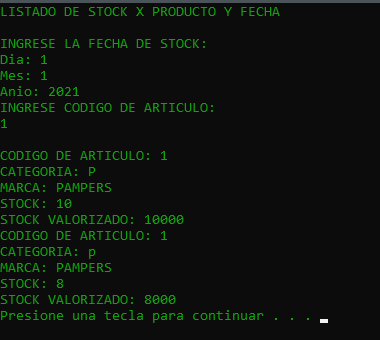 LISTADO DE STOCK X PRODUCTO Y FECHA
INGRESE LA FECHA DE STOCK:
Dia: 1
Mes: 1
Anio: 2021
INGRESE CODIGO DE ARTICULO:
1
CODIGO DE ARTICULO: 1
CATEGORIA: P
MARCA: PAMPERS
STOCK: 10
STOCK VALORIZADO: 10000
CODIGO DE ARTICULO: 1
CATEGORIA: p
MARCA: PAMPERS
STOCK: 8
STOCK VALORIZADO: 8000
Presione una tecla para continuar . . .